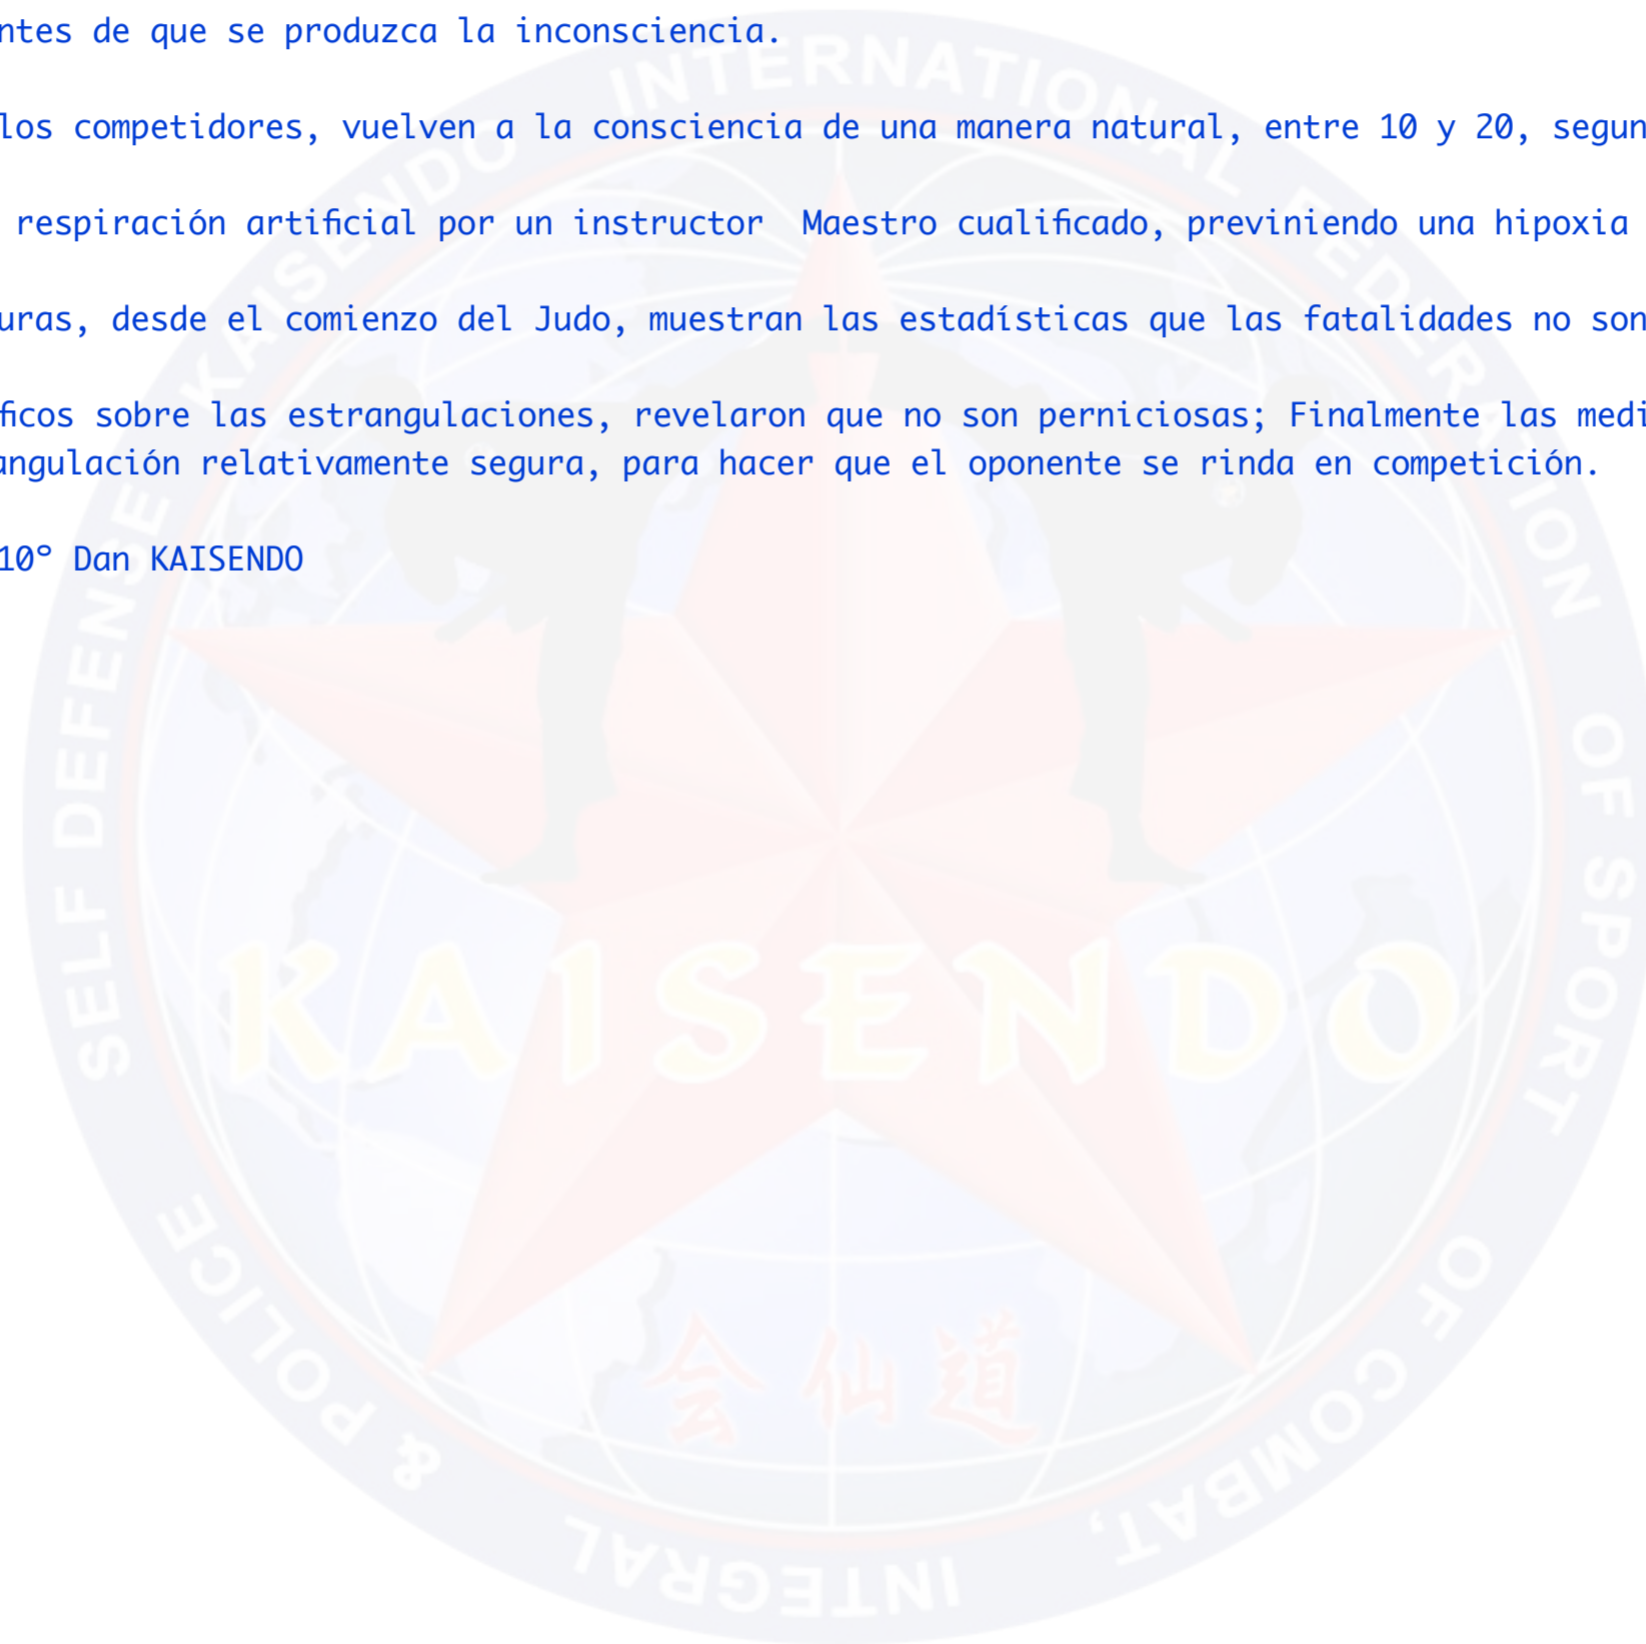 ntes de que se produzca la inconsciencia.
los competidores, vuelven a la consciencia de una manera natural, entre 10 y 20, segun
respiración artificial por un instructor  Maestro cualificado, previniendo una hipoxia
uras, desde el comienzo del Judo, muestran las estadísticas que las fatalidades no son
ficos sobre las estrangulaciones, revelaron que no son perniciosas; Finalmente las medi
angulación relativamente segura, para hacer que el oponente se rinda en competición.
10º Dan KAISENDO
SELF DEFENSE KAISENDO INTERNATIONAL FEDERATION OF SPORT OF COMBAT, INTEGRAL & POLICE
KAISENDO
会仙道